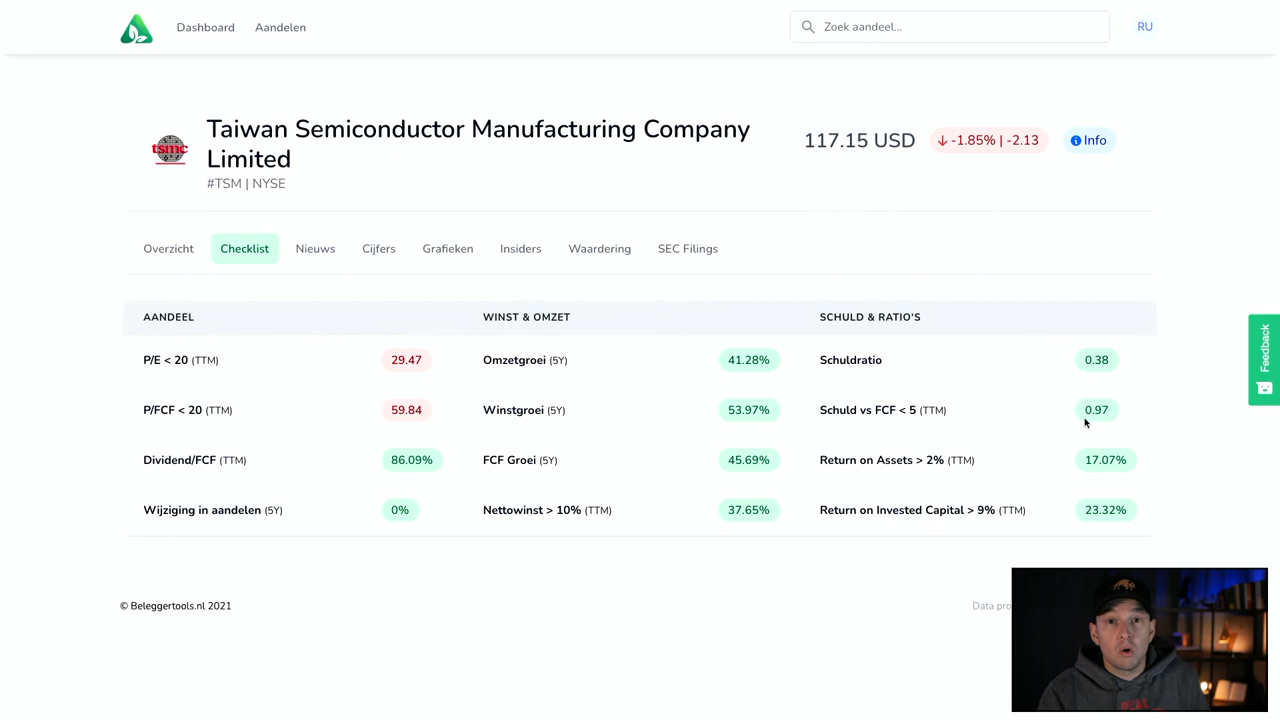 Dashboard Aandelen Zoek aandeel... RU
tsmc
Taiwan Semiconductor Manufacturing Company
Limited
#TSM | NYSE
117.15 USD -1.85% | -2.13 Info
Overzicht Checklist Nieuws Cijfers Grafieken Insiders Waardering SEC Filings
AANDEEL WINST & OMZET SCHULD & RATIO'S
P/E < 20 (TTM) 29.47 Omzetgroei (5Y) 41.28% Schuldratio 0.38
P/FCF < 20 (TTM) 59.84 Winstgroei (5Y) 53.97% Schuld vs FCF < 5 (TTM) 0.97
Dividend/FCF (TTM) 86.09% FCF Groei (5Y) 45.69% Return on Assets > 2% (TTM) 17.07%
Wijziging in aandelen (5Y) 0% Nettowinst > 10% (TTM) 37.65% Return on Invested Capital > 9% (TTM) 23.32%
Feedback
© Beleggertools.nl 2021 Data pro